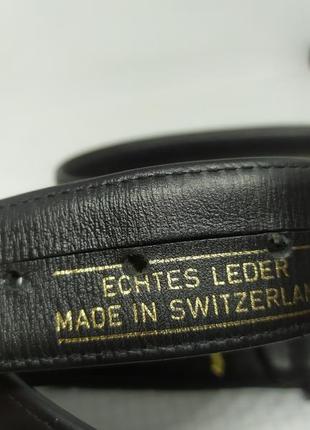 ECHTES LEDER
MADE IN SWITZERLAN